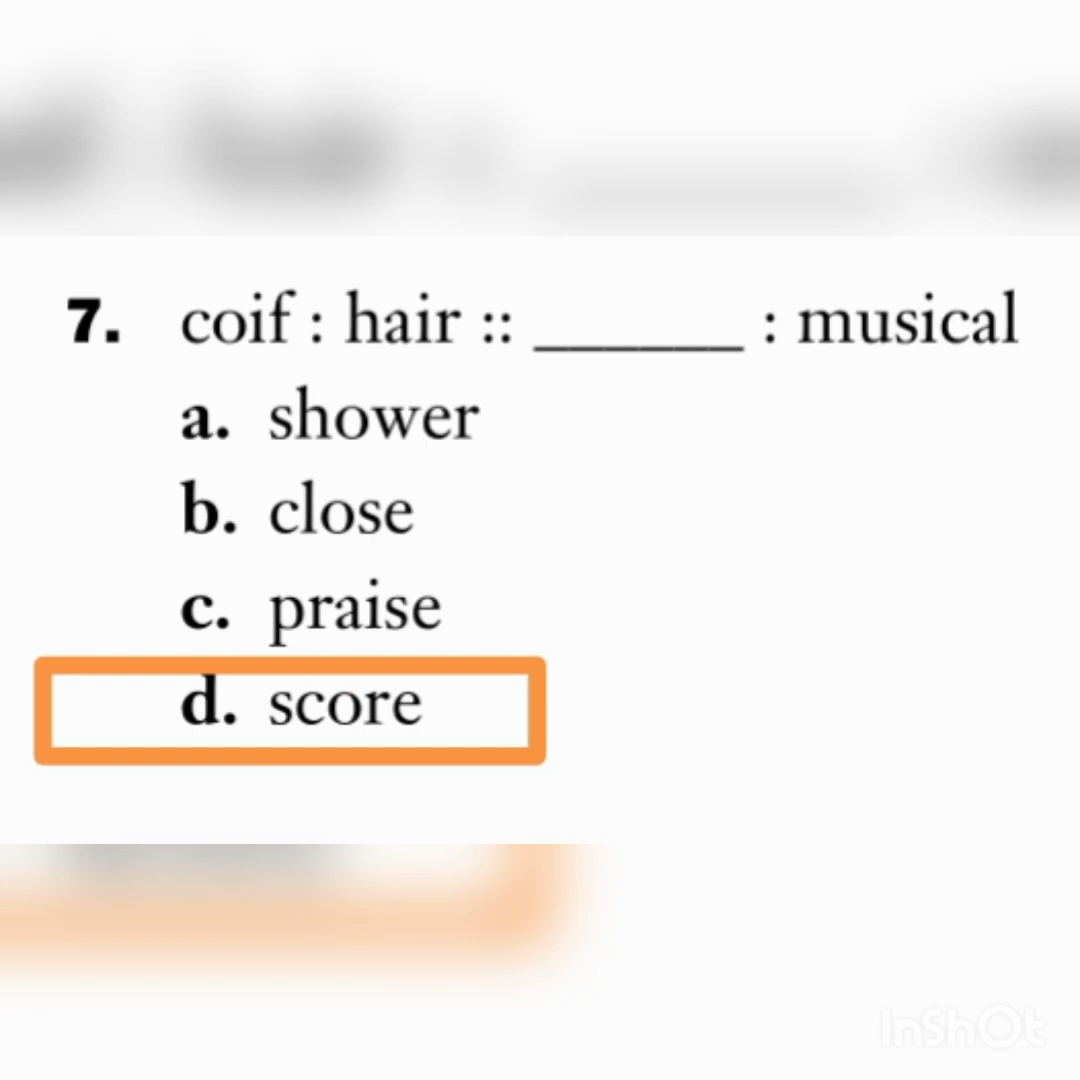 7. coif : hair :: ______ : musical
a. shower
b. close
c. praise
d. score
InShOt